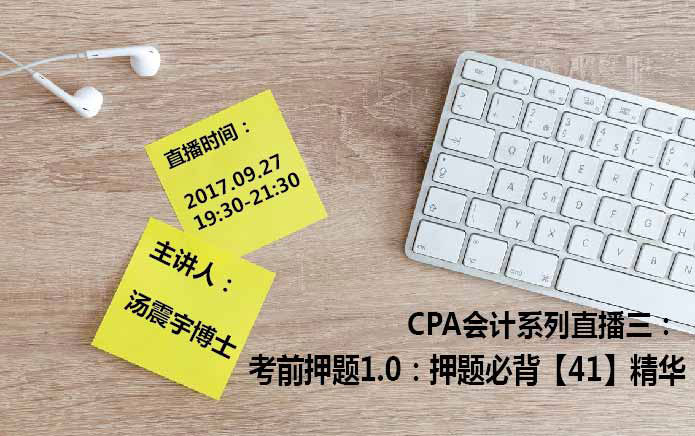 直播时间：
2017.09.27
19:30-21:30
主讲人：
汤震宇博士
CPA会计系列直播三：
考前押题1.0：押题必背【41】精华